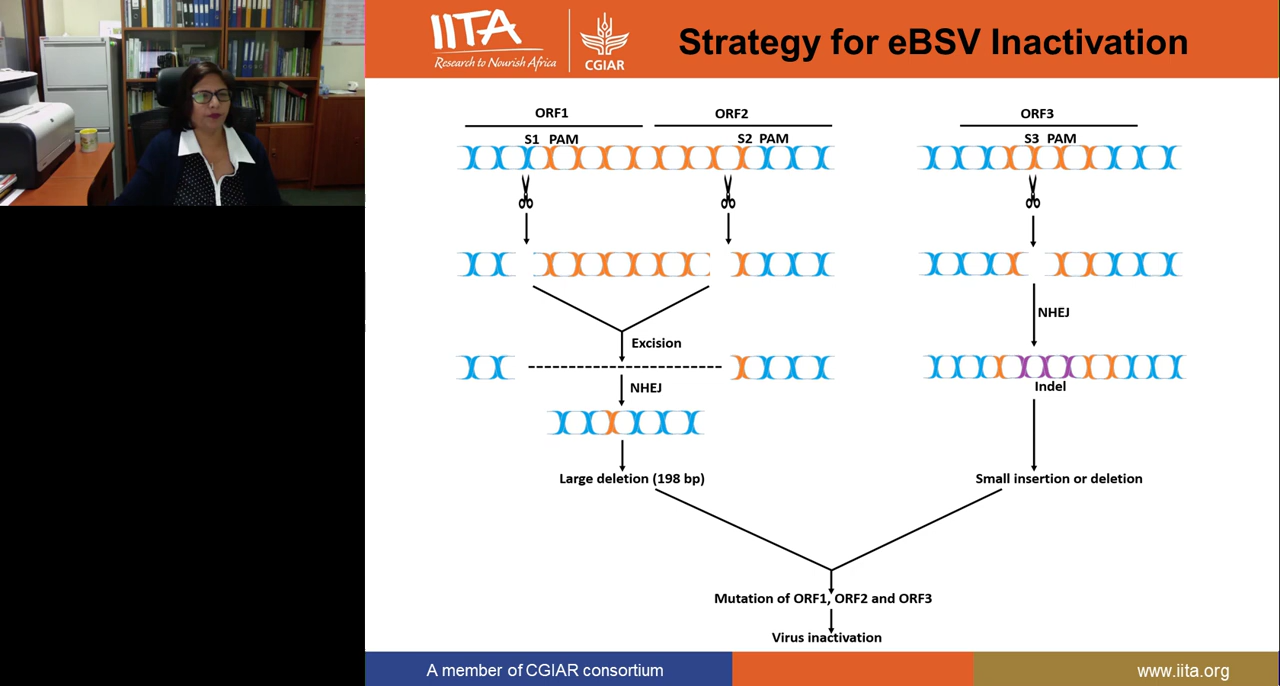 IITA
Research to Nourish Africa
CGIAR
Strategy for eBSV Inactivation
ORF1 ORF2 ORF3
S1 PAM S2 PAM S3 PAM
NHEJ
Excision
Indel
NHEJ
Large deletion (198 bp) Small insertion or deletion
Mutation of ORF1, ORF2 and ORF3
Virus inactivation
A member of CGIAR consortium www.iita.org